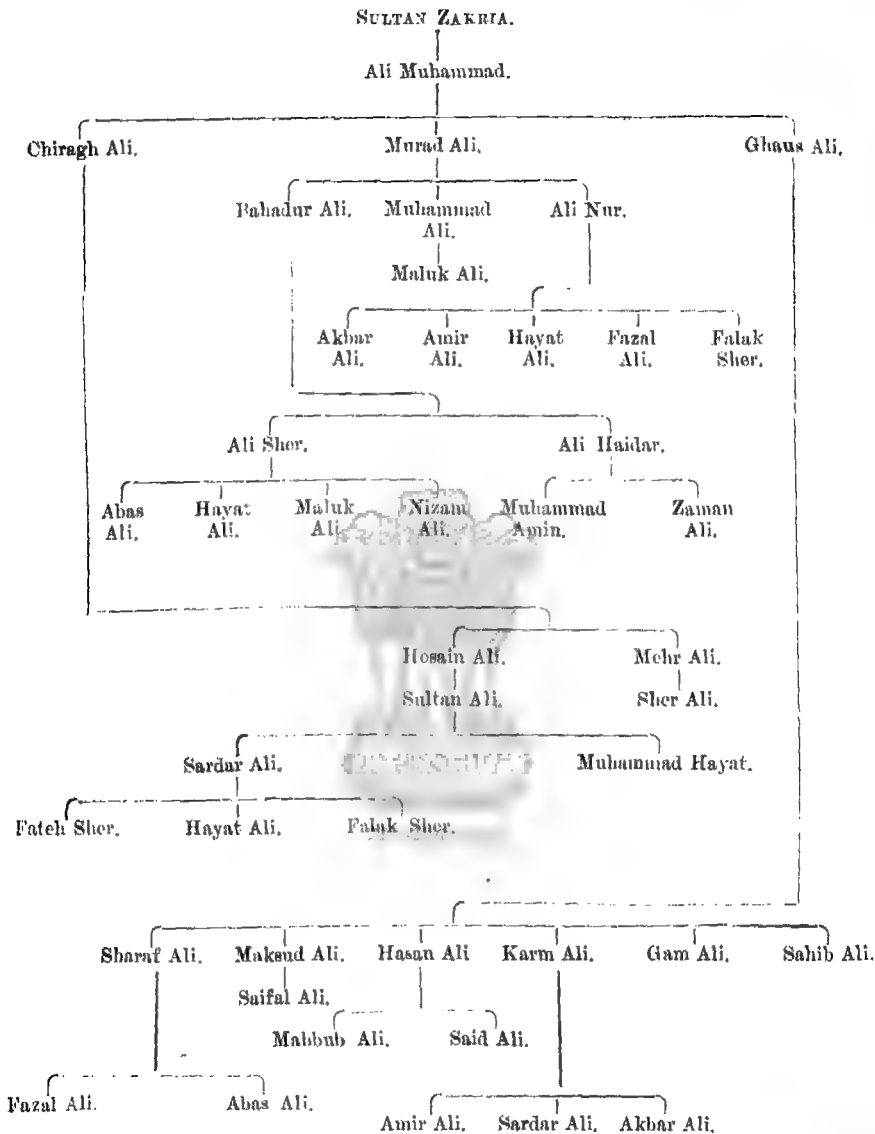 SULTAN ZAKRIA.
Ali Muhammad.
Chiragh Ali. Murad Ali. Ghaus Ali.
Bahadur Ali. Muhammad Ali Nur.
Ali.
Maluk Ali.
Akbar Amir Hayat Fazal Falak
Ali. Ali. Ali. Ali. Sher.
Ali Sher. Ali Haidar.
Abas Hayat Maluk Nizam Muhammad Zaman
Ali. Ali. Ali. Ali. Amin. Ali.
Hosain Ali. Mehr Ali.
Sultan Ali. Sher Ali.
Sardar Ali. Muhammad Hayat.
Fateh Sher. Hayat Ali. Falak Sher.
Sharaf Ali. Maksud Ali. Hasan Ali Karm Ali. Gam Ali. Sahib Ali.
Saifal Ali.
Mahbub Ali. Said Ali.
Fazal Ali. Abas Ali.
Amir Ali. Sardar Ali. Akbar Ali.